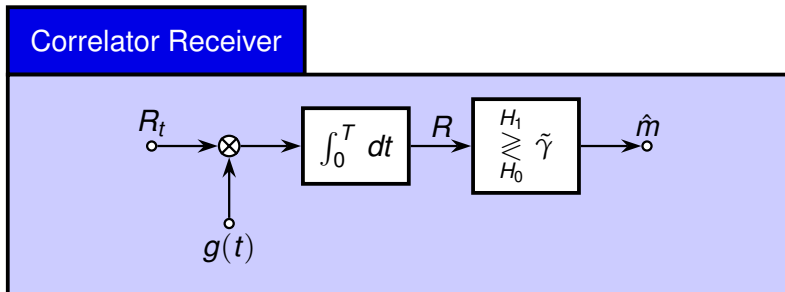 Correlator Receiver
R_t
∫_0^T dt
R
H_1
≷ γ̃
H_0
m̂
g(t)